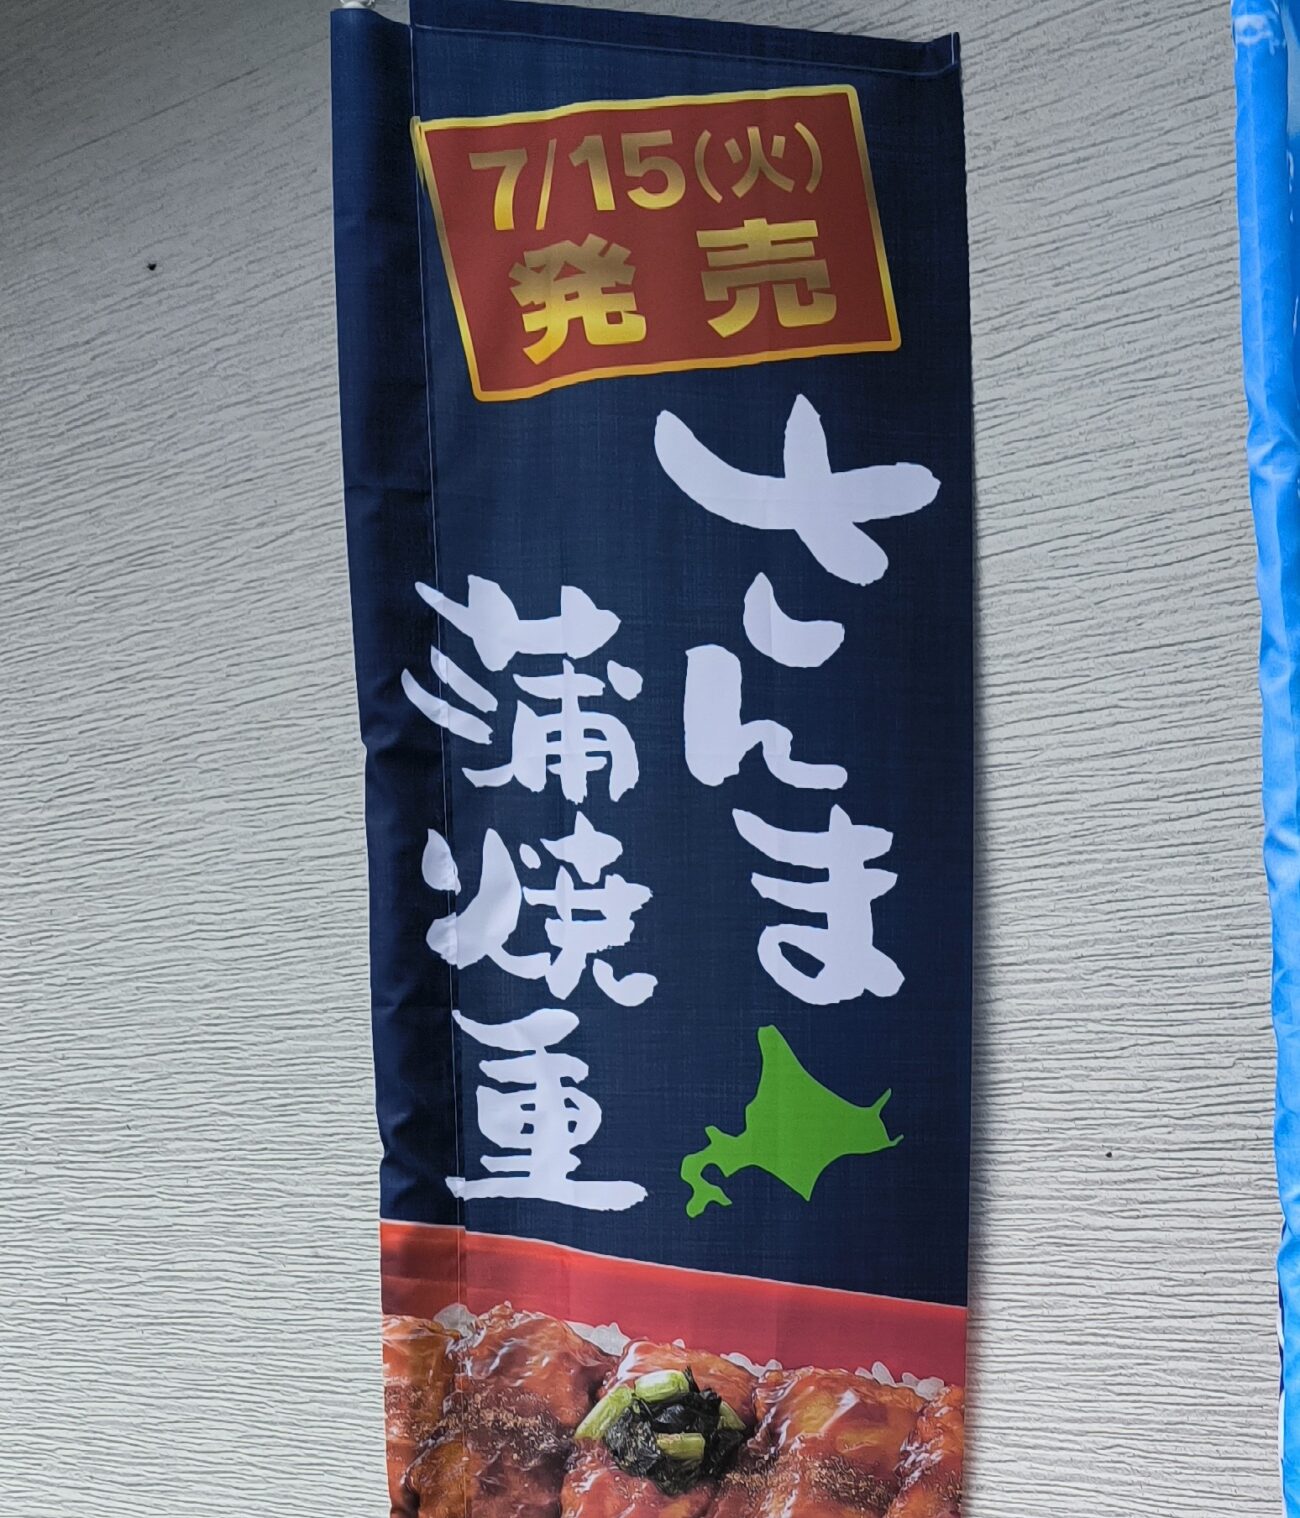 7/15(火)
発売
さんま
蒲焼重